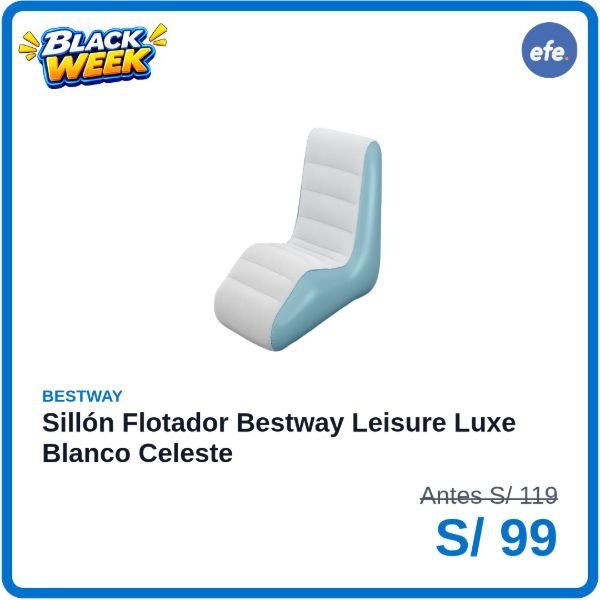 BLACK
WEEK
efe.
BESTWAY
Sillón Flotador Bestway Leisure Luxe
Blanco Celeste
Antes S/ 119
S/ 99